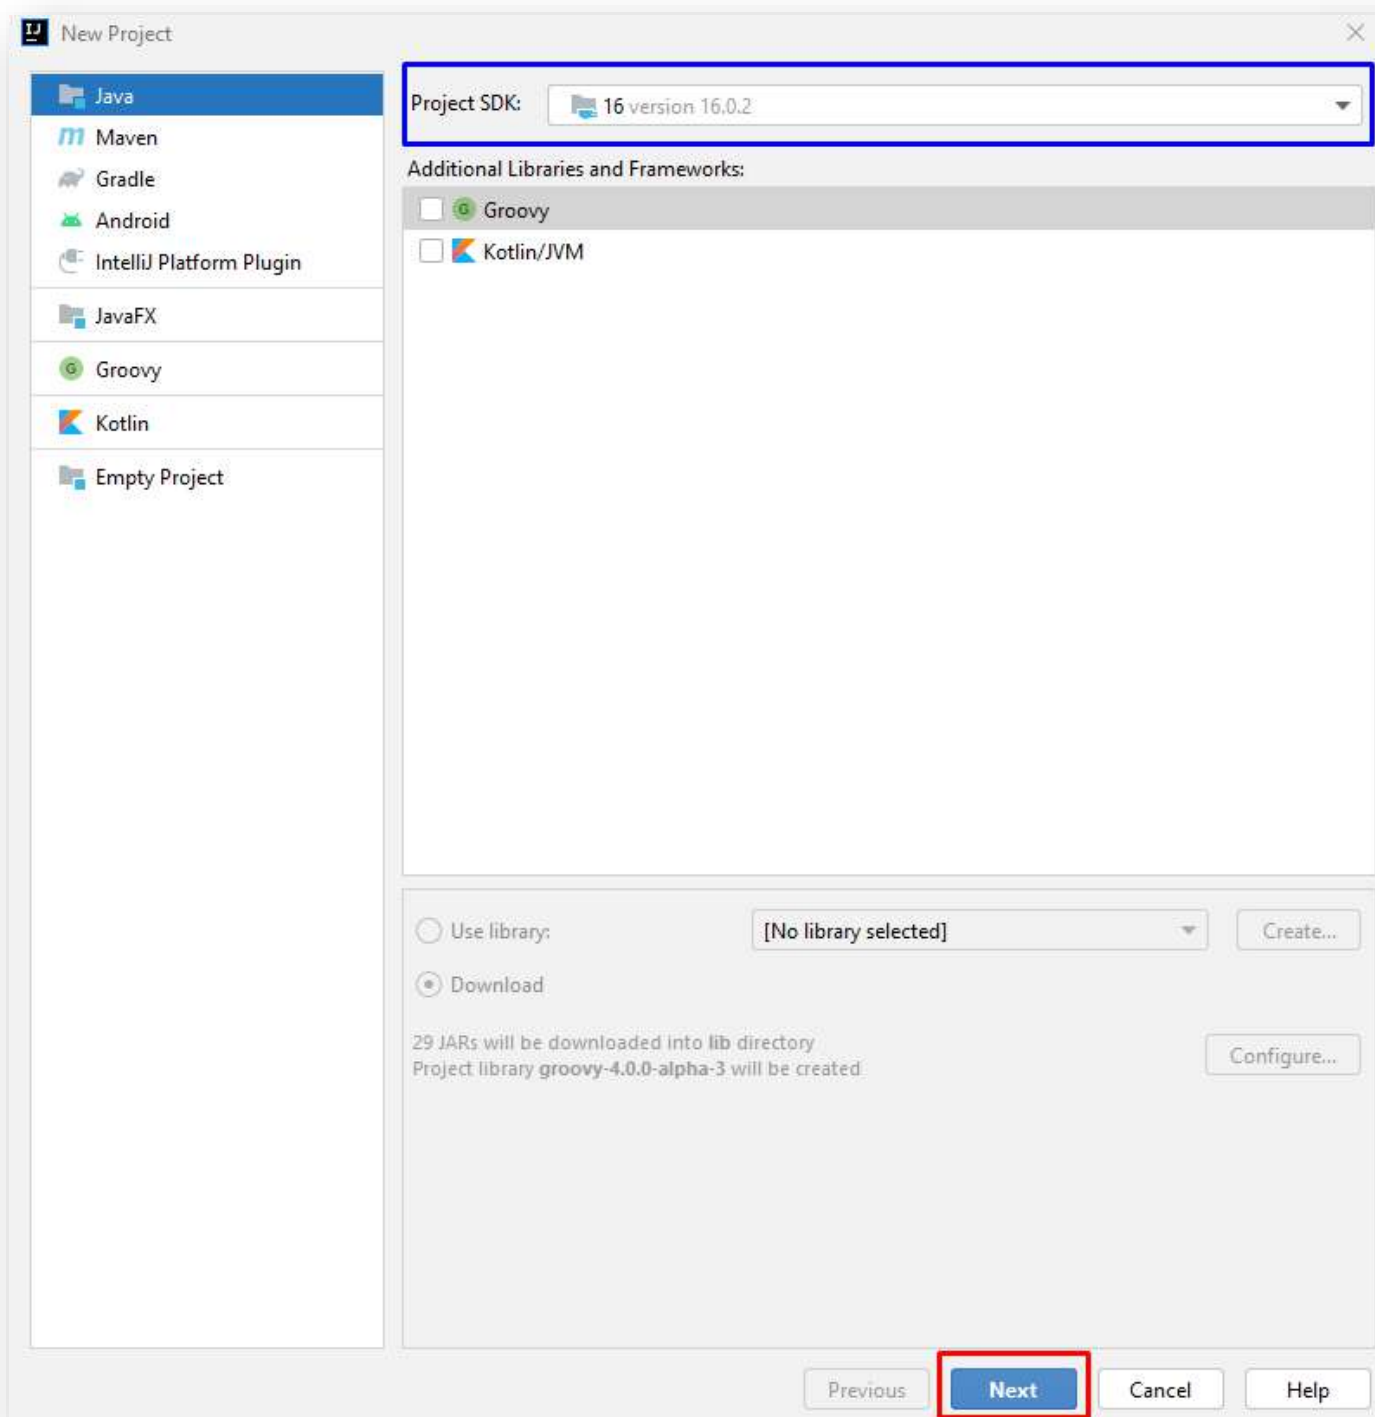 IJ New Project
Java
Maven
Gradle
Android
IntelliJ Platform Plugin
JavaFX
G Groovy
Kotlin
Empty Project
Project SDK: 16 version 16.0.2
Additional Libraries and Frameworks:
G Groovy
Kotlin/JVM
Use library: [No library selected] Create...
Download
29 JARs will be downloaded into lib directory
Project library groovy-4.0.0-alpha-3 will be created
Configure...
Previous Next Cancel Help